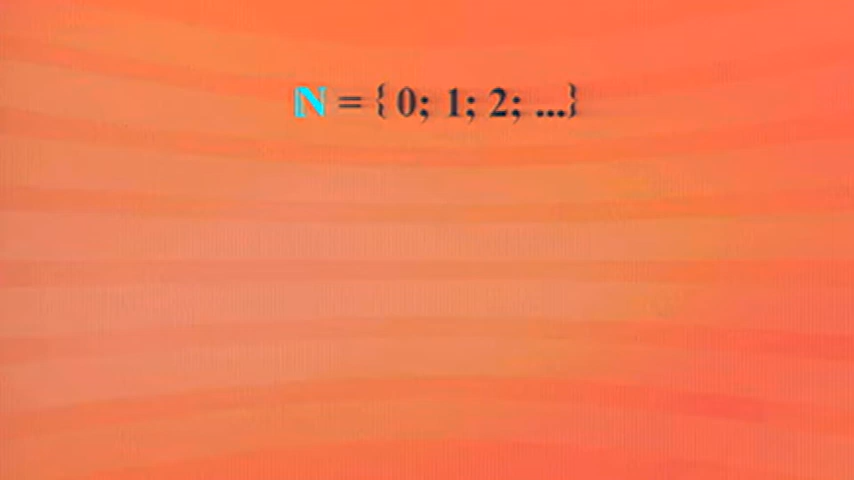 ℕ = { 0; 1; 2; ...}